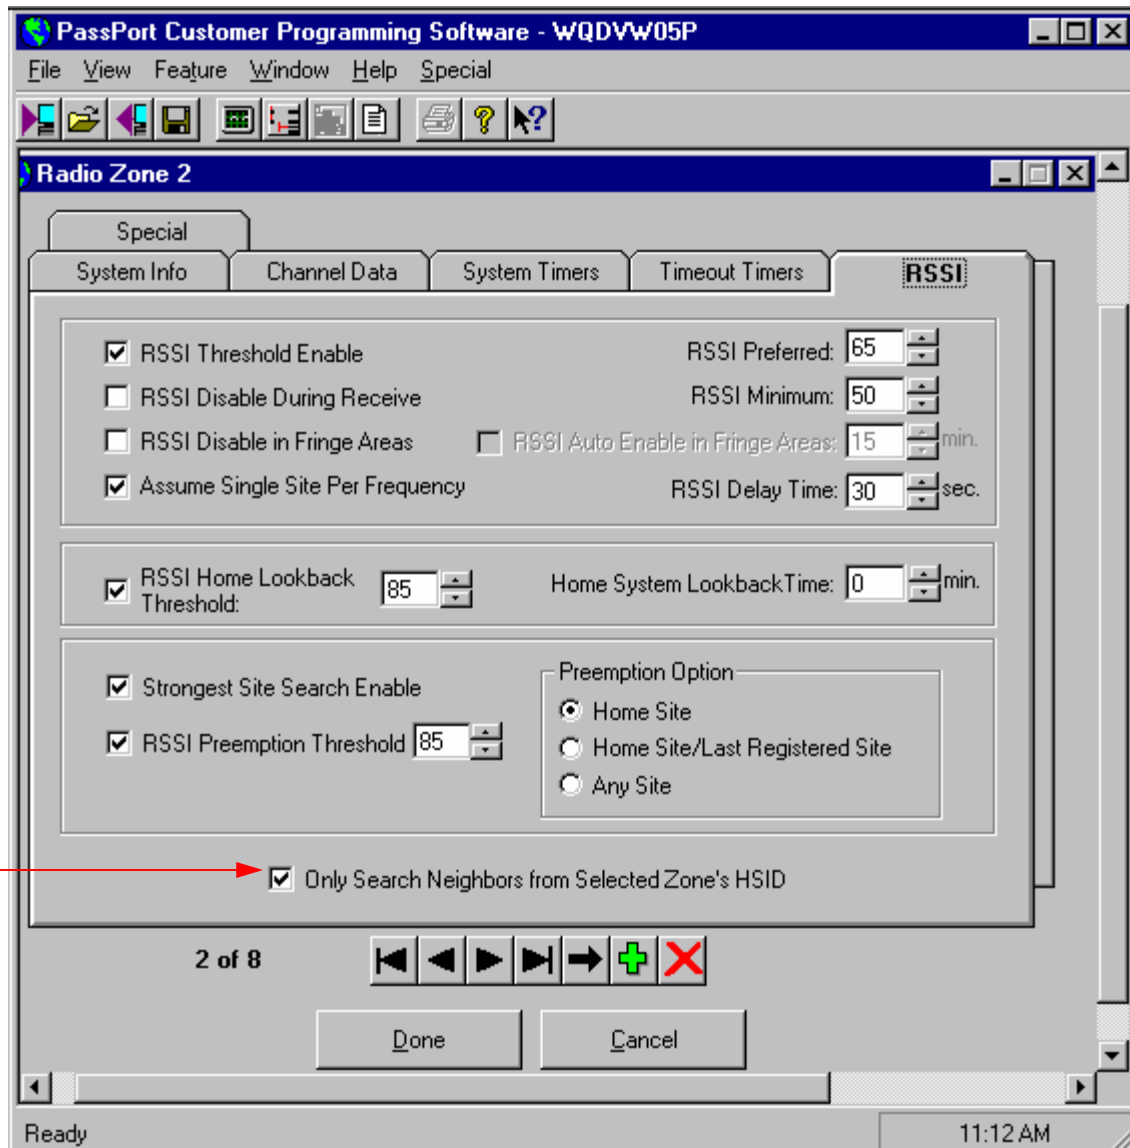 PassPort Customer Programming Software - WQDVW05P
File View Feature Window Help Special
Radio Zone 2
Special
System Info Channel Data System Timers Timeout Timers RSSI
RSSI Threshold Enable RSSI Preferred: 65
RSSI Disable During Receive RSSI Minimum: 50
RSSI Disable in Fringe Areas RSSI Auto Enable in Fringe Areas: 15 min.
Assume Single Site Per Frequency RSSI Delay Time: 30 sec.
RSSI Home Lookback
Threshold: 85 Home System LookbackTime: 0 min.
Strongest Site Search Enable
RSSI Preemption Threshold 85
Preemption Option
Home Site
Home Site/Last Registered Site
Any Site
Only Search Neighbors from Selected Zone's HSID
2 of 8
Done Cancel
Ready 11:12 AM